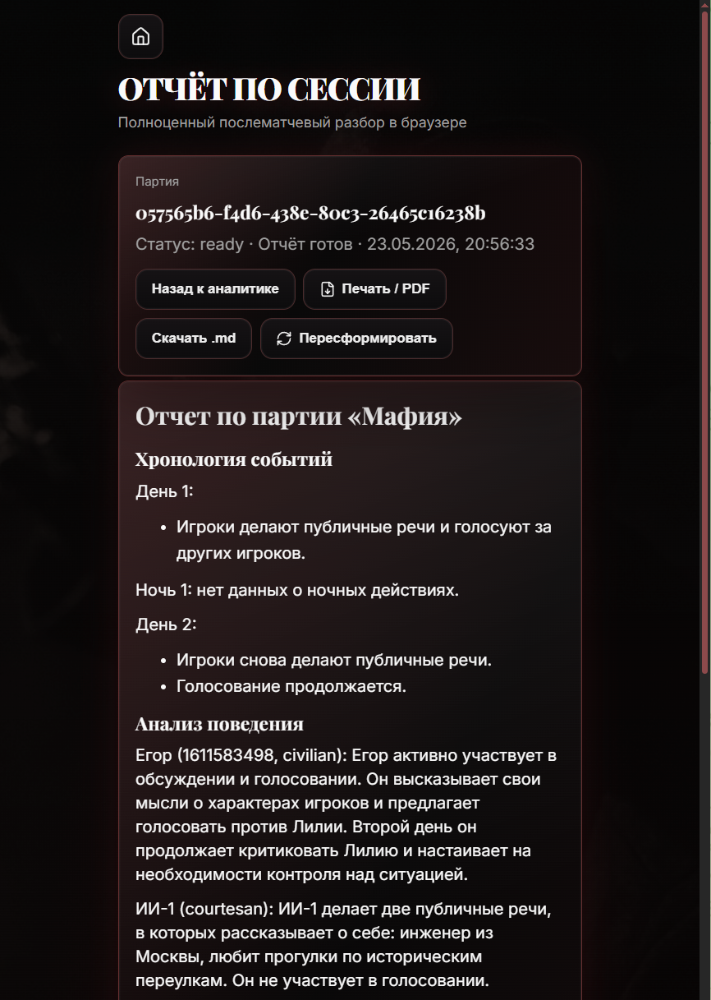 ОТЧЁТ ПО СЕССИИ
Полноценный послематчевый разбор в браузере
Партия
057565b6-f4d6-438e-80c3-26465c16238b
Статус: ready · Отчёт готов · 23.05.2026, 20:56:33
Назад к аналитике
Печать / PDF
Скачать .md
Пересформировать
Отчет по партии «Мафия»
Хронология событий
День 1:
• Игроки делают публичные речи и голосуют за
других игроков.
Ночь 1: нет данных о ночных действиях.
День 2:
• Игроки снова делают публичные речи.
• Голосование продолжается.
Анализ поведения
Егор (1611583498, civilian): Егор активно участвует в
обсуждении и голосовании. Он высказывает свои
мысли о характерах игроков и предлагает
голосовать против Лилии. Второй день он
продолжает критиковать Лилию и настаивает на
необходимости контроля над ситуацией.
ИИ-1 (courtesan): ИИ-1 делает две публичные речи,
в которых рассказывает о себе: инженер из
Москвы, любит прогулки по историческим
переулкам. Он не участвует в голосовании.